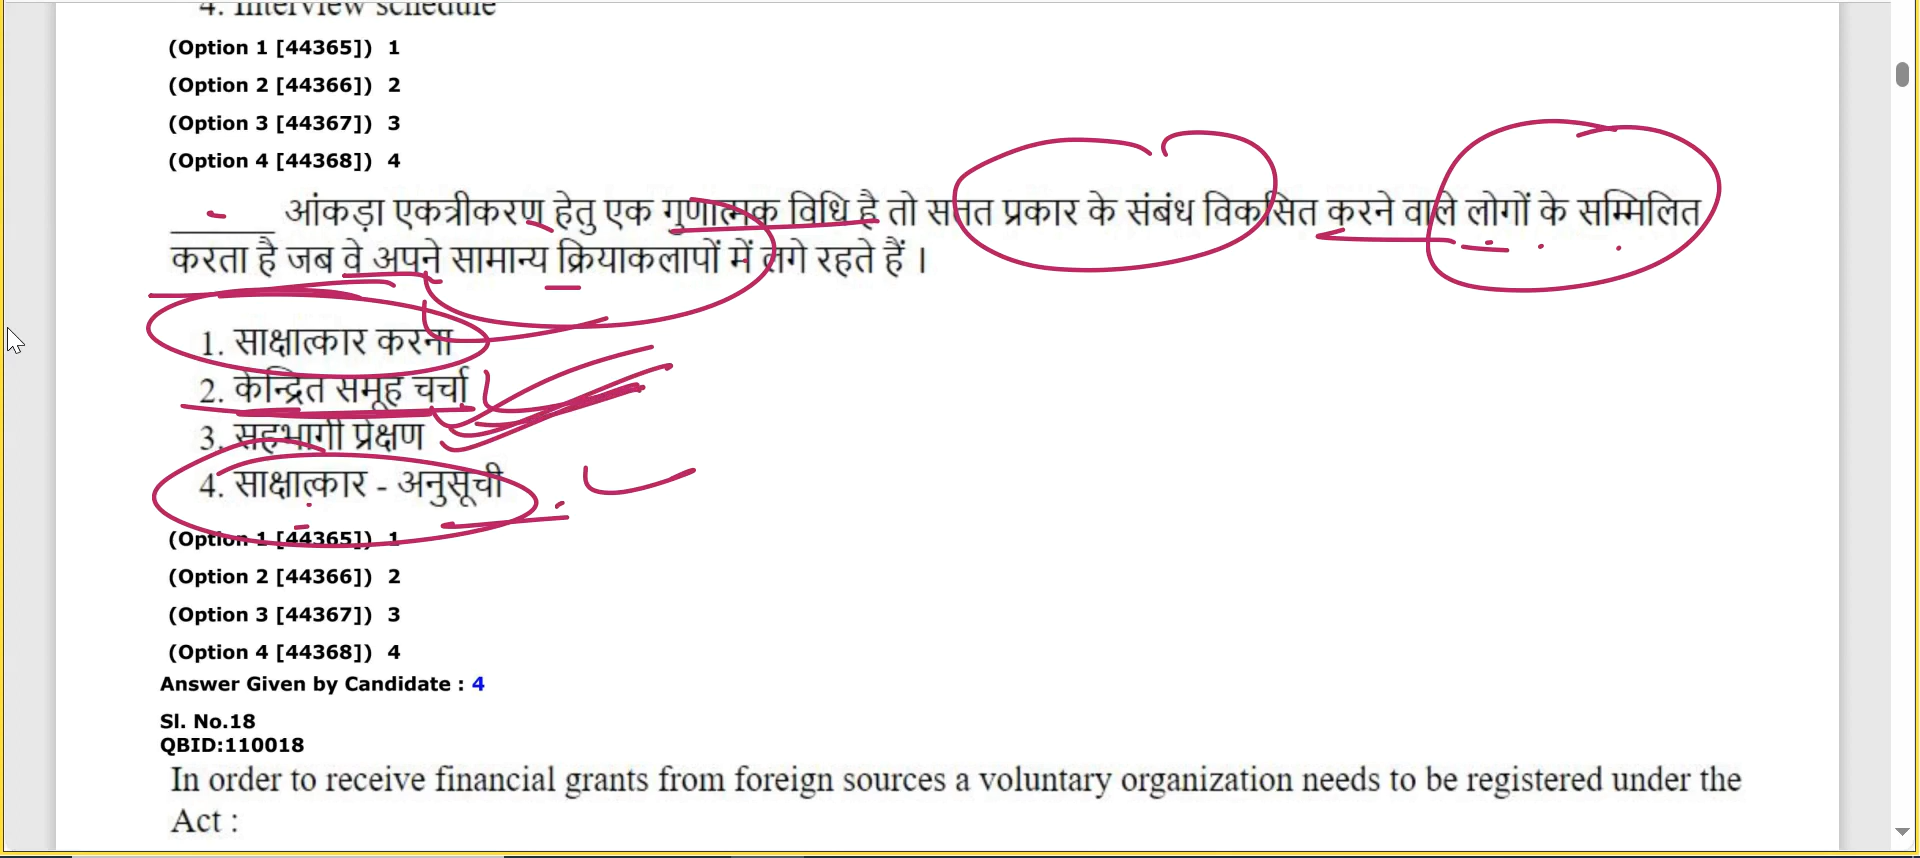 4. Interview schedule
(Option 1 [44365]) 1
(Option 2 [44366]) 2
(Option 3 [44367]) 3
(Option 4 [44368]) 4
______ आंकड़ा एकत्रीकरण हेतु एक गुणात्मक विधि है तो सतत प्रकार के संबंध विकसित करने वाले लोगों के सम्मिलित
करता है जब वे अपने सामान्य क्रियाकलापों में लगे रहते हैं ।
1. साक्षात्कार करना
2. केन्द्रित समूह चर्चा
3. सहभागी प्रेक्षण
4. साक्षात्कार - अनुसूची
(Option 1 [44365]) 1
(Option 2 [44366]) 2
(Option 3 [44367]) 3
(Option 4 [44368]) 4
Answer Given by Candidate : 4
Sl. No.18
QBID:110018
In order to receive financial grants from foreign sources a voluntary organization needs to be registered under the
Act :